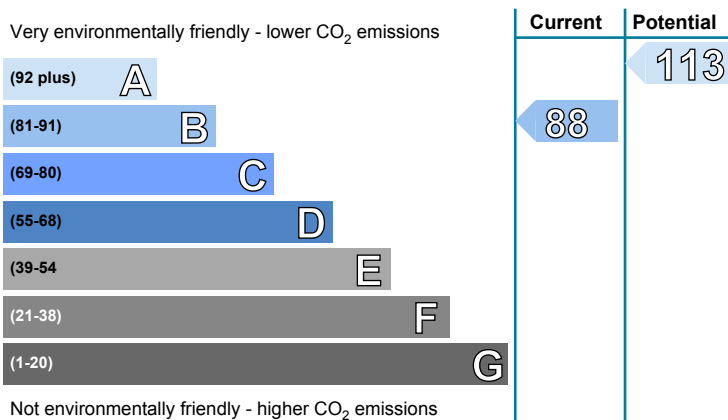 Very environmentally friendly - lower CO2 emissions
Current
Potential
(92 plus) A
113
(81-91) B
88
(69-80) C
(55-68) D
(39-54 E
(21-38) F
(1-20) G
Not environmentally friendly - higher CO2 emissions